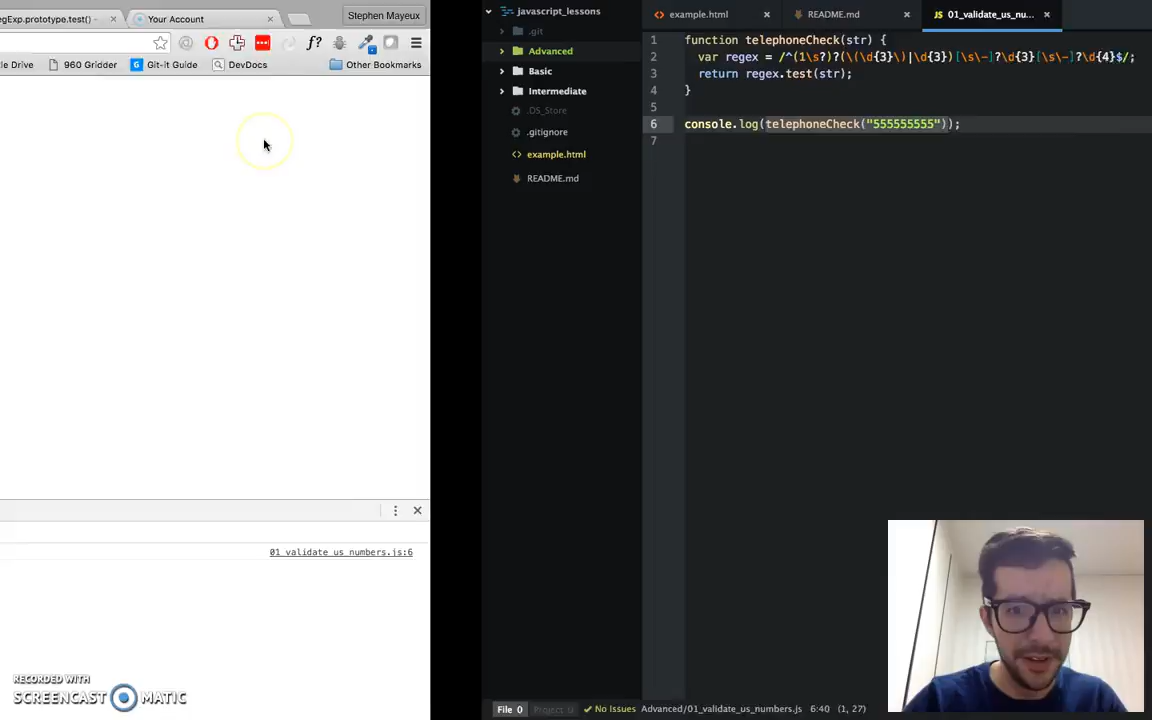 egExp.prototype.test() -
Your Account
Stephen Mayeux
f?
le Drive
960 Gridder
G Git-it Guide
DevDocs
Other Bookmarks
01_validate_us_numbers.js:6
RECORDED WITH
SCREENCAST MATIC
javascript_lessons
.git
Advanced
Basic
Intermediate
.DS_Store
.gitignore
example.html
README.md
example.html
README.md
JS 01_validate_us_nu...
1 function telephoneCheck(str) {
2 var regex = /^(1\s?)?(\(\d{3}\)|\d{3})[\s\-]?\d{3}[\s\-]?\d{4}$/;
3 return regex.test(str);
4 }
5
6 console.log(telephoneCheck("555555555"));
7
File 0 Project 0 No Issues Advanced/01_validate_us_numbers.js 6:40 (1, 27)